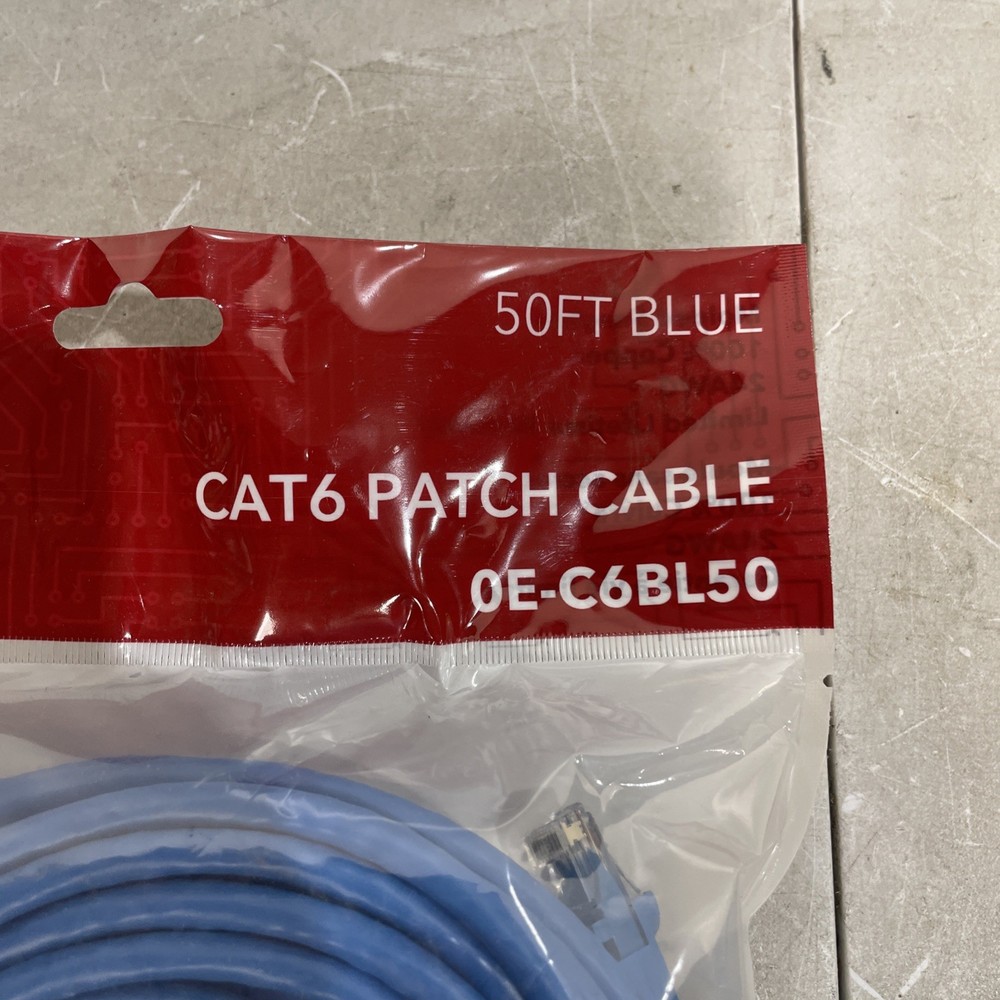 50FT BLUE
CAT6 PATCH CABLE
0E-C6BL50